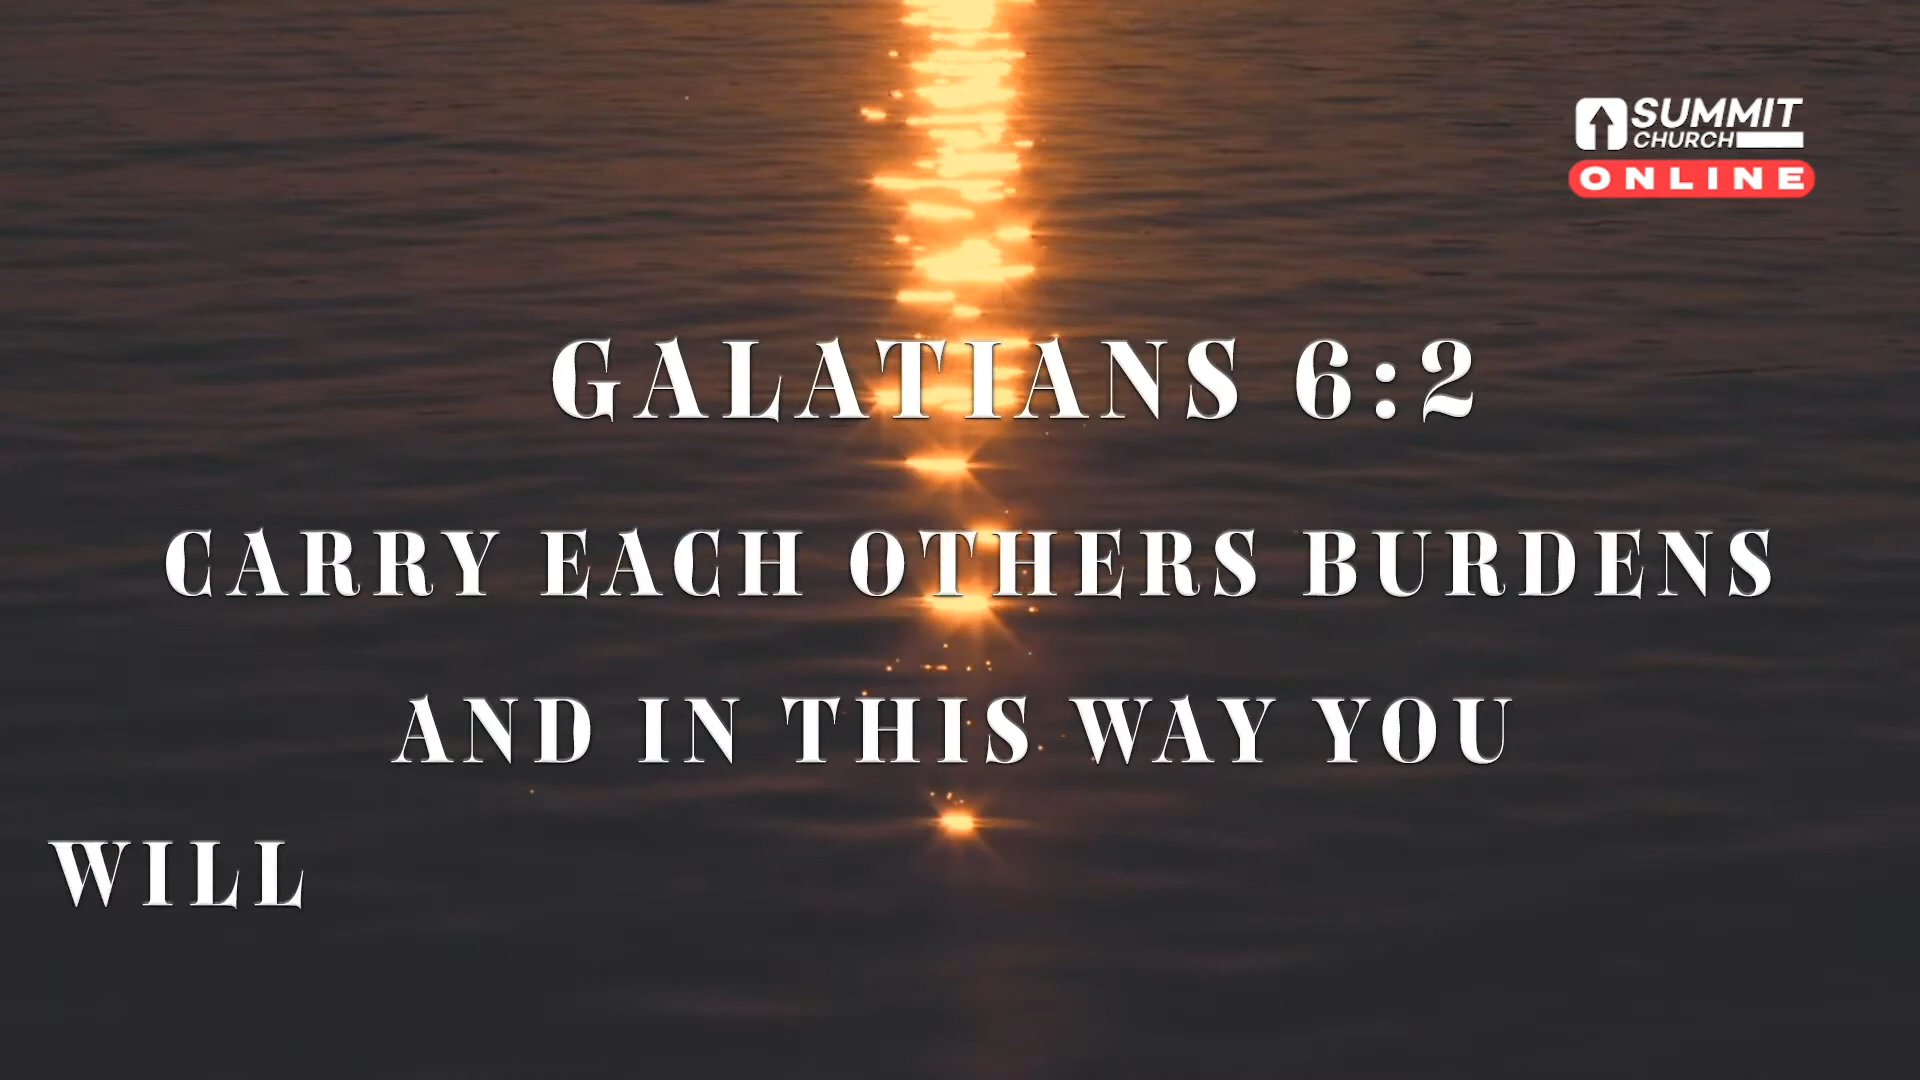 SUMMIT
CHURCH
ONLINE
GALATIANS 6:2
CARRY EACH OTHERS BURDENS
AND IN THIS WAY YOU
WILL